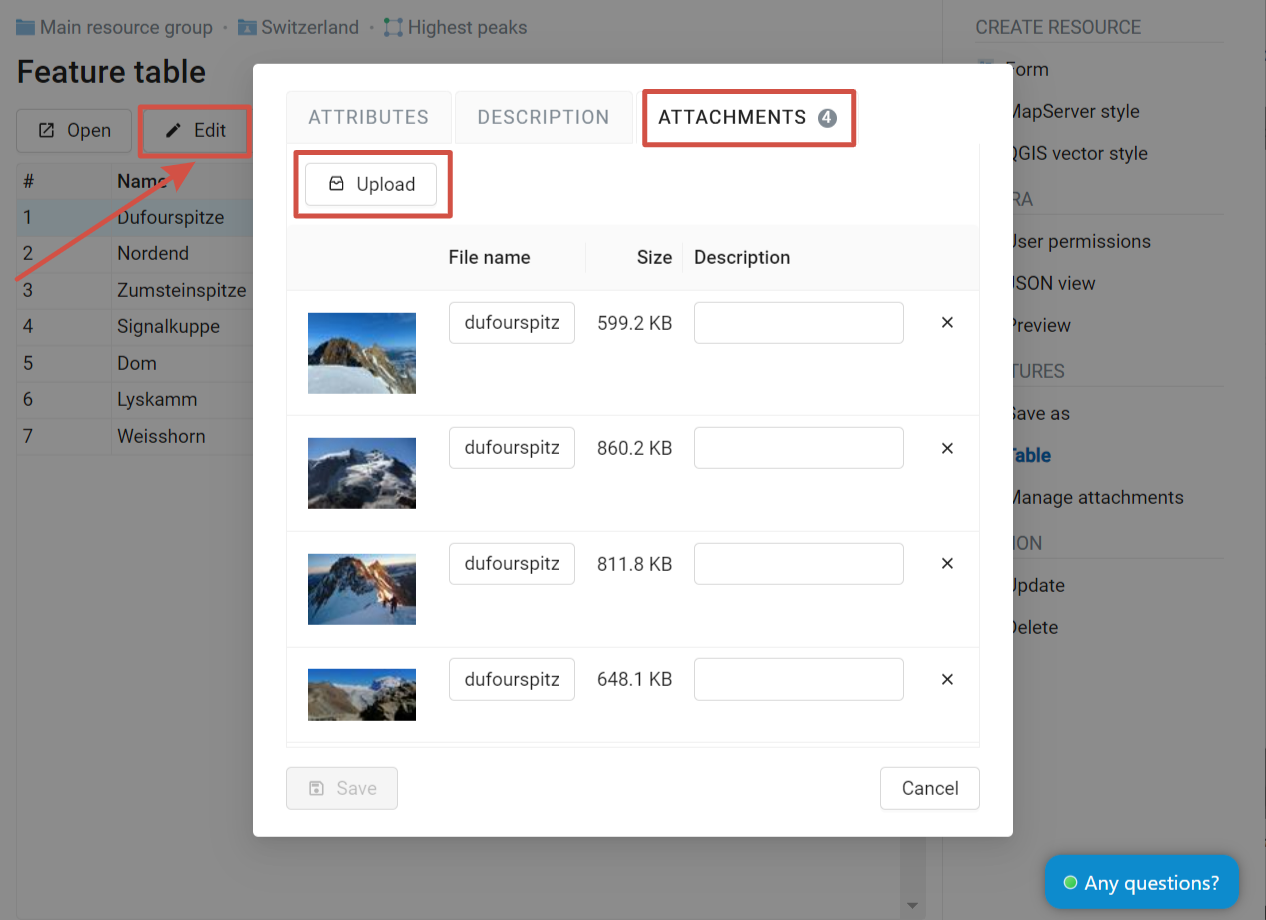 Main resource group · Switzerland · Highest peaks
Feature table
Open
Edit
#
Name
1
Dufourspitze
2
Nordend
3
Zumsteinspitze
4
Signalkuppe
5
Dom
6
Lyskamm
7
Weisshorn
ATTRIBUTES
DESCRIPTION
ATTACHMENTS 4
Upload
File name
Size
Description
dufourspitz
599.2 KB
dufourspitz
860.2 KB
dufourspitz
811.8 KB
dufourspitz
648.1 KB
Save
Cancel
CREATE RESOURCE
Form
MapServer style
QGIS vector style
RA
User permissions
JSON view
Preview
TURES
Save as
Table
Manage attachments
ION
Update
Delete
Any questions?